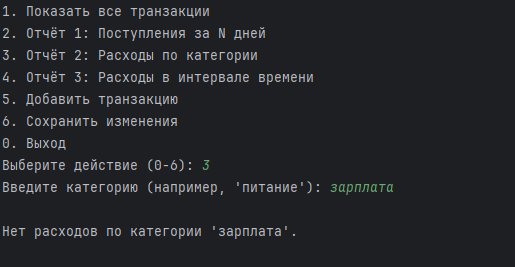 1. Показать все транзакции
2. Отчёт 1: Поступления за N дней
3. Отчёт 2: Расходы по категории
4. Отчёт 3: Расходы в интервале времени
5. Добавить транзакцию
6. Сохранить изменения
0. Выход
Выберите действие (0-6): 3
Введите категорию (например, 'питание'): зарплата
Нет расходов по категории 'зарплата'.